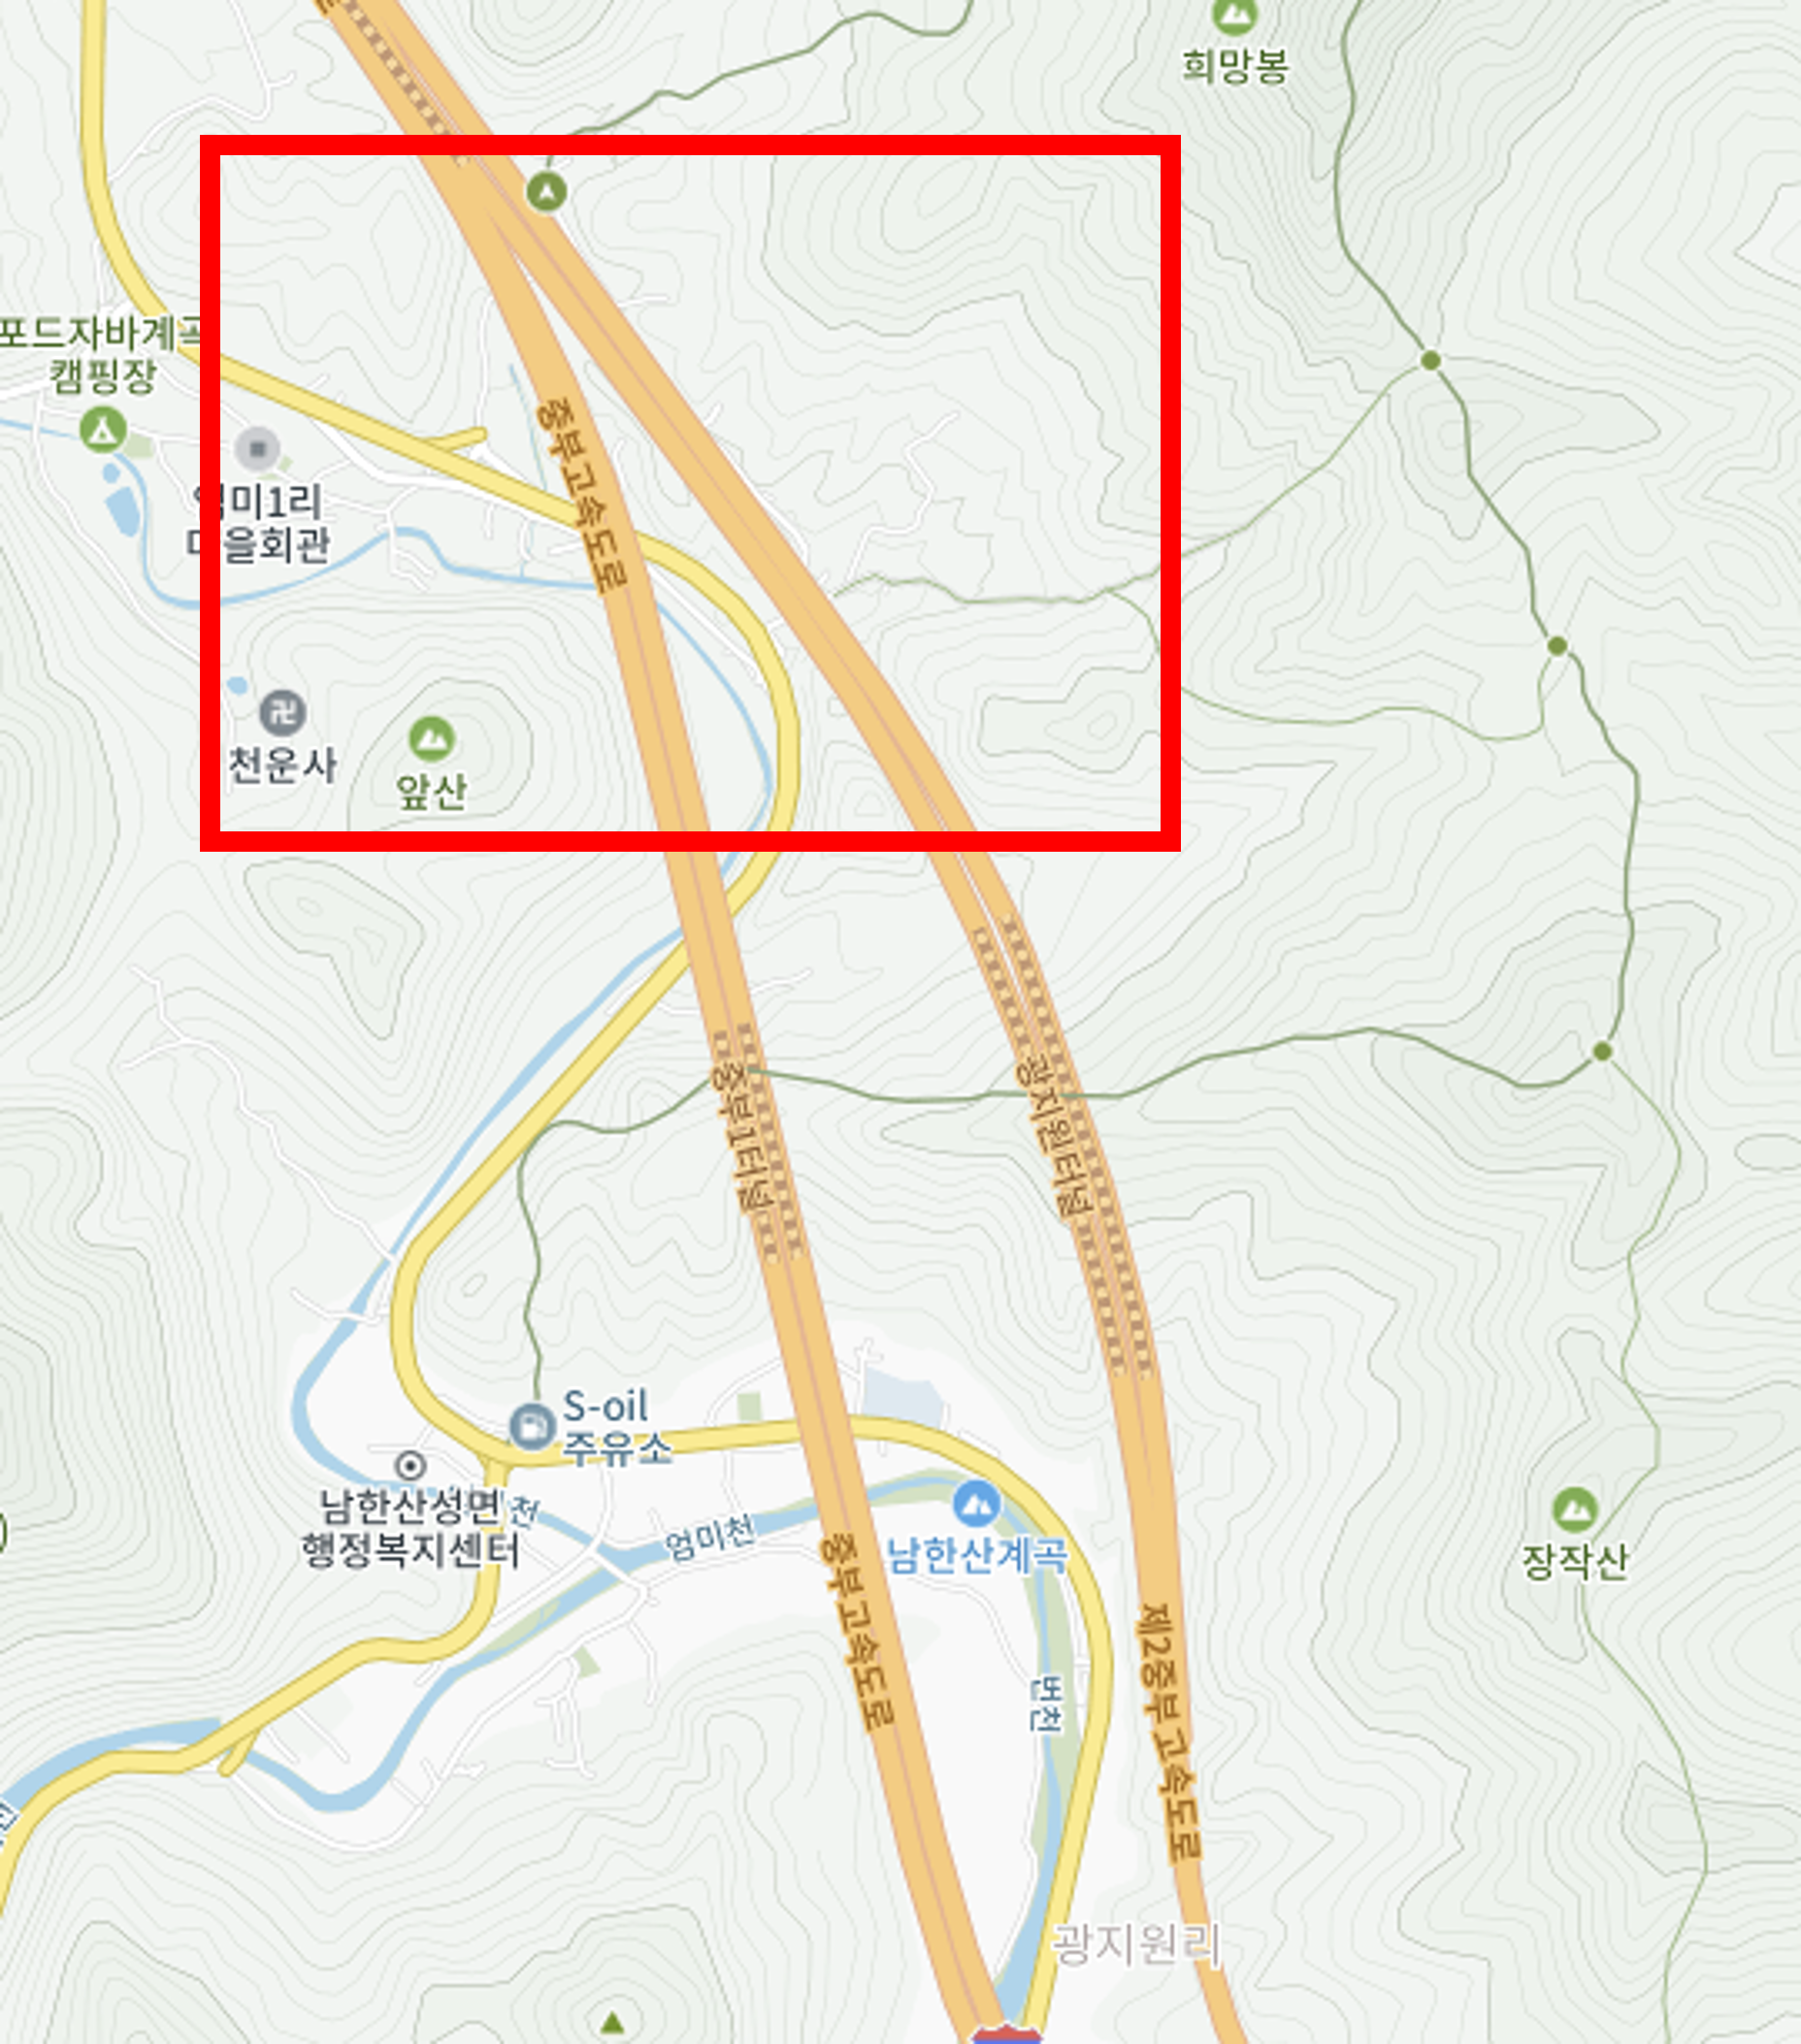 희망봉
포드자바계곡
캠핑장
중부고속도로
미1리
을회관
천운사
앞산
중부1터널
광지원터널
S-oil
주유소
남한산성면
행정복지센터
천
엄미천
남한산계곡
장작산
중부고속도로
번천
제2중부고속도로
광지원리